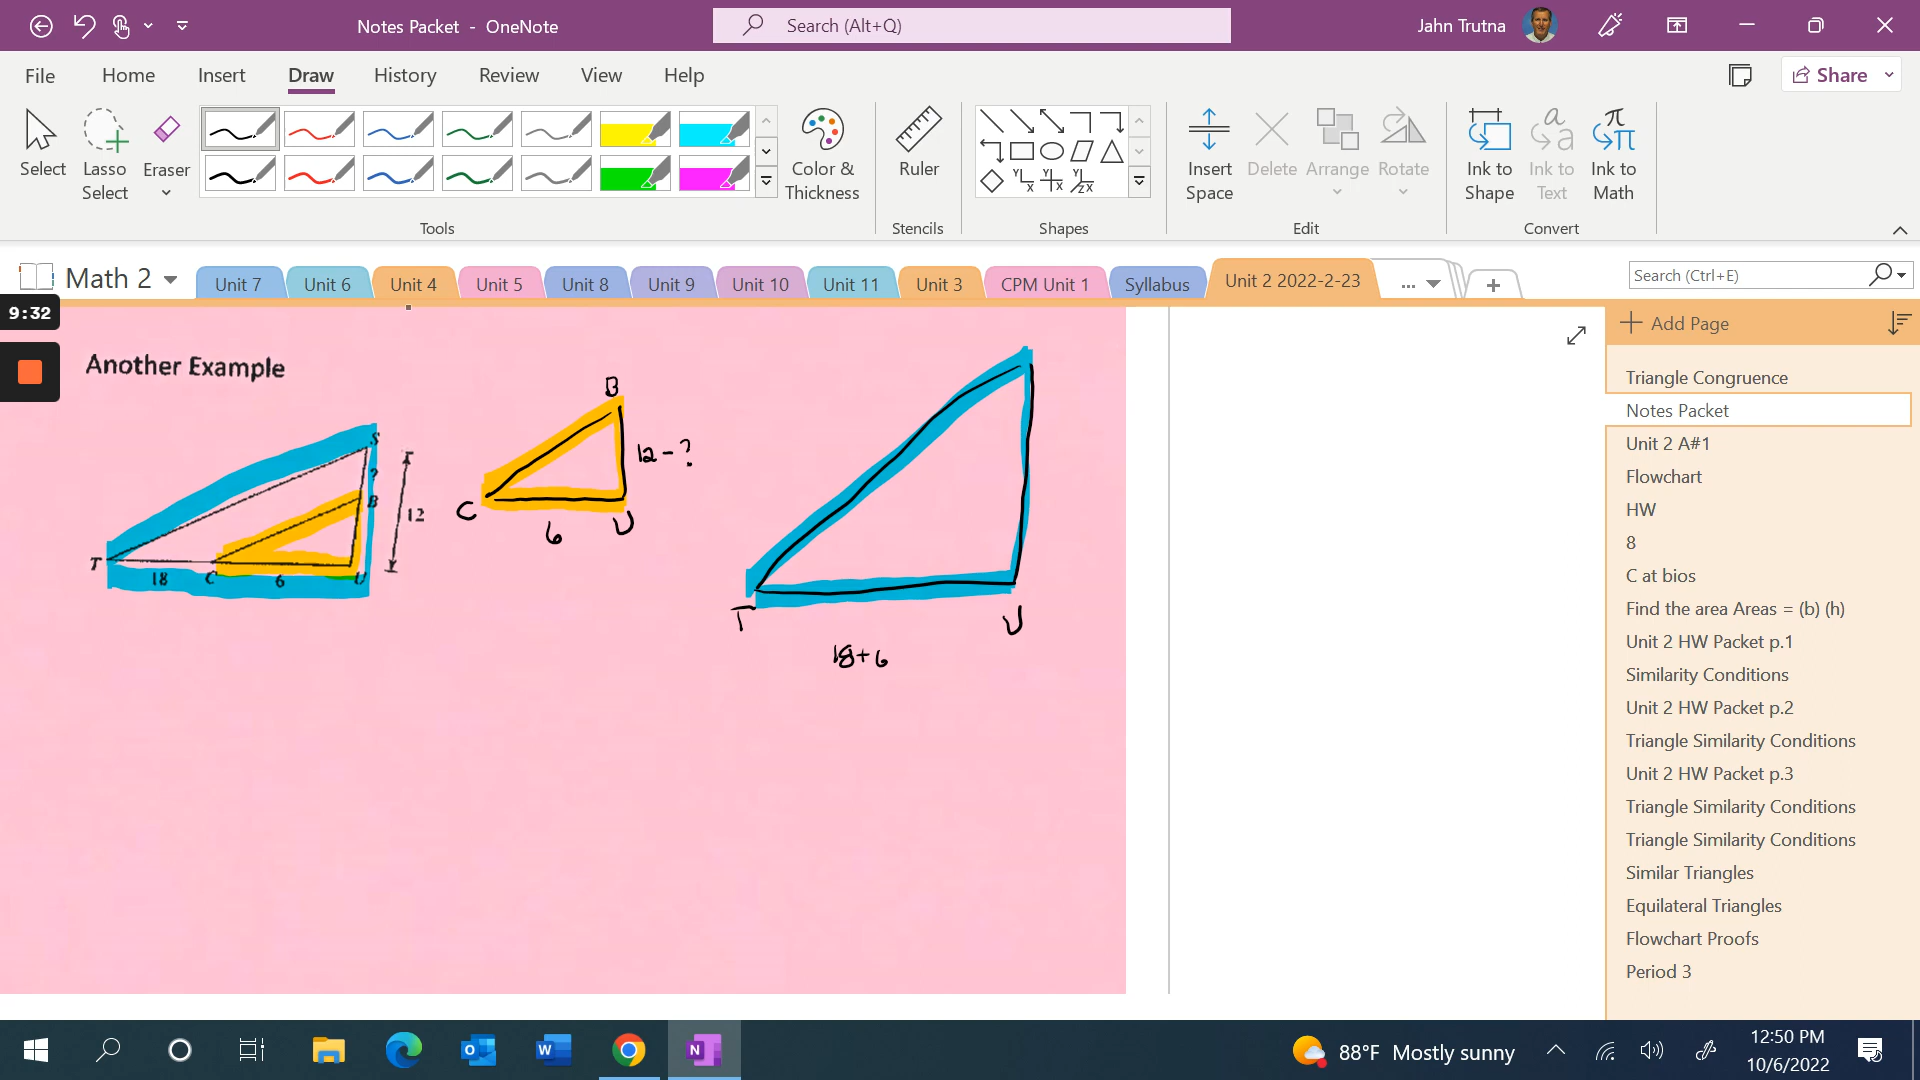 Notes Packet - OneNote
Search (Alt+Q)
Jahn Trutna
File Home Insert Draw History Review View Help
Share
Select
Lasso Select
Eraser
Color & Thickness
Ruler
Insert Space
Delete
Arrange
Rotate
Ink to Shape
Ink to Text
Ink to Math
Tools
Stencils
Shapes
Edit
Convert
Math 2
Unit 7
Unit 6
Unit 4
Unit 5
Unit 8
Unit 9
Unit 10
Unit 11
Unit 3
CPM Unit 1
Syllabus
Unit 2 2022-2-23
...
Search (Ctrl+E)
9:32
Another Example
S
?
B
12
T
18
C
6
U
B
12-?
C
6
U
T
U
18+6
Add Page
Triangle Congruence
Notes Packet
Unit 2 A#1
Flowchart
HW
8
C at bios
Find the area Areas = (b) (h)
Unit 2 HW Packet p.1
Similarity Conditions
Unit 2 HW Packet p.2
Triangle Similarity Conditions
Unit 2 HW Packet p.3
Triangle Similarity Conditions
Triangle Similarity Conditions
Similar Triangles
Equilateral Triangles
Flowchart Proofs
Period 3
88°F Mostly sunny
12:50 PM
10/6/2022